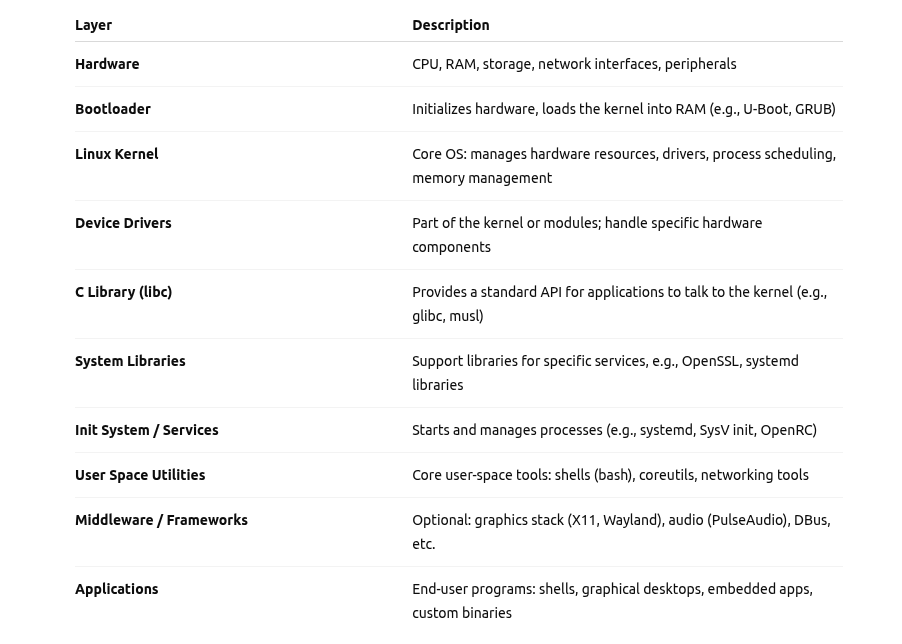 Layer Description
Hardware CPU, RAM, storage, network interfaces, peripherals
Bootloader Initializes hardware, loads the kernel into RAM (e.g., U-Boot, GRUB)
Linux Kernel Core OS: manages hardware resources, drivers, process scheduling,
memory management
Device Drivers Part of the kernel or modules; handle specific hardware
components
C Library (libc) Provides a standard API for applications to talk to the kernel (e.g.,
glibc, musl)
System Libraries Support libraries for specific services, e.g., OpenSSL, systemd
libraries
Init System / Services Starts and manages processes (e.g., systemd, SysV init, OpenRC)
User Space Utilities Core user-space tools: shells (bash), coreutils, networking tools
Middleware / Frameworks Optional: graphics stack (X11, Wayland), audio (PulseAudio), DBus,
etc.
Applications End-user programs: shells, graphical desktops, embedded apps,
custom binaries